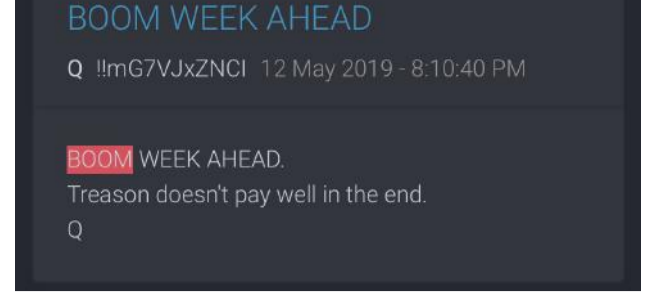 BOOM WEEK AHEAD
Q !!mG7VJxZNCI 12 May 2019 - 8:10:40 PM
BOOM WEEK AHEAD.
Treason doesn't pay well in the end.
Q